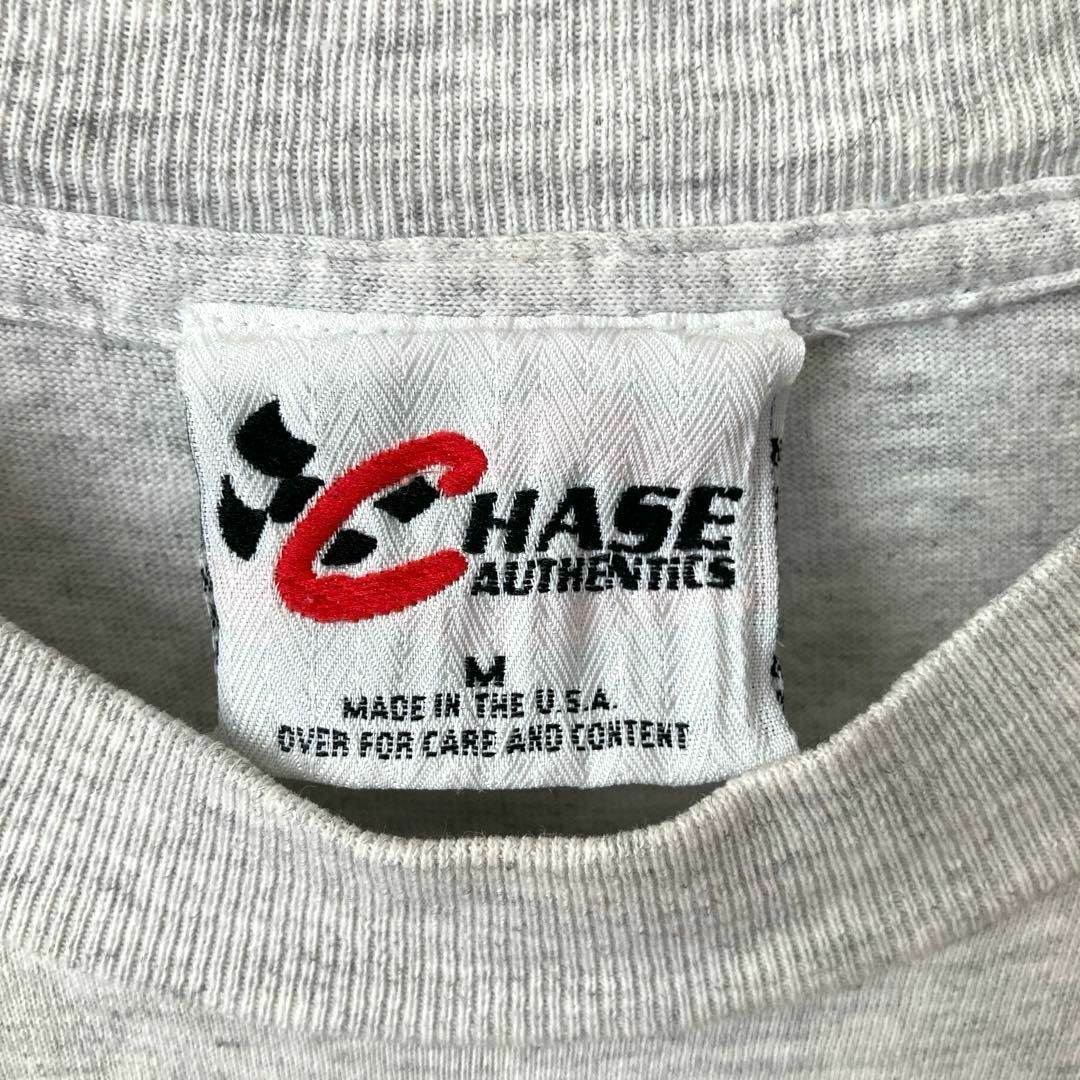 CHASE
AUTHENTICS
M
MADE IN THE U.S.A.
OVER FOR CARE AND CONTENT